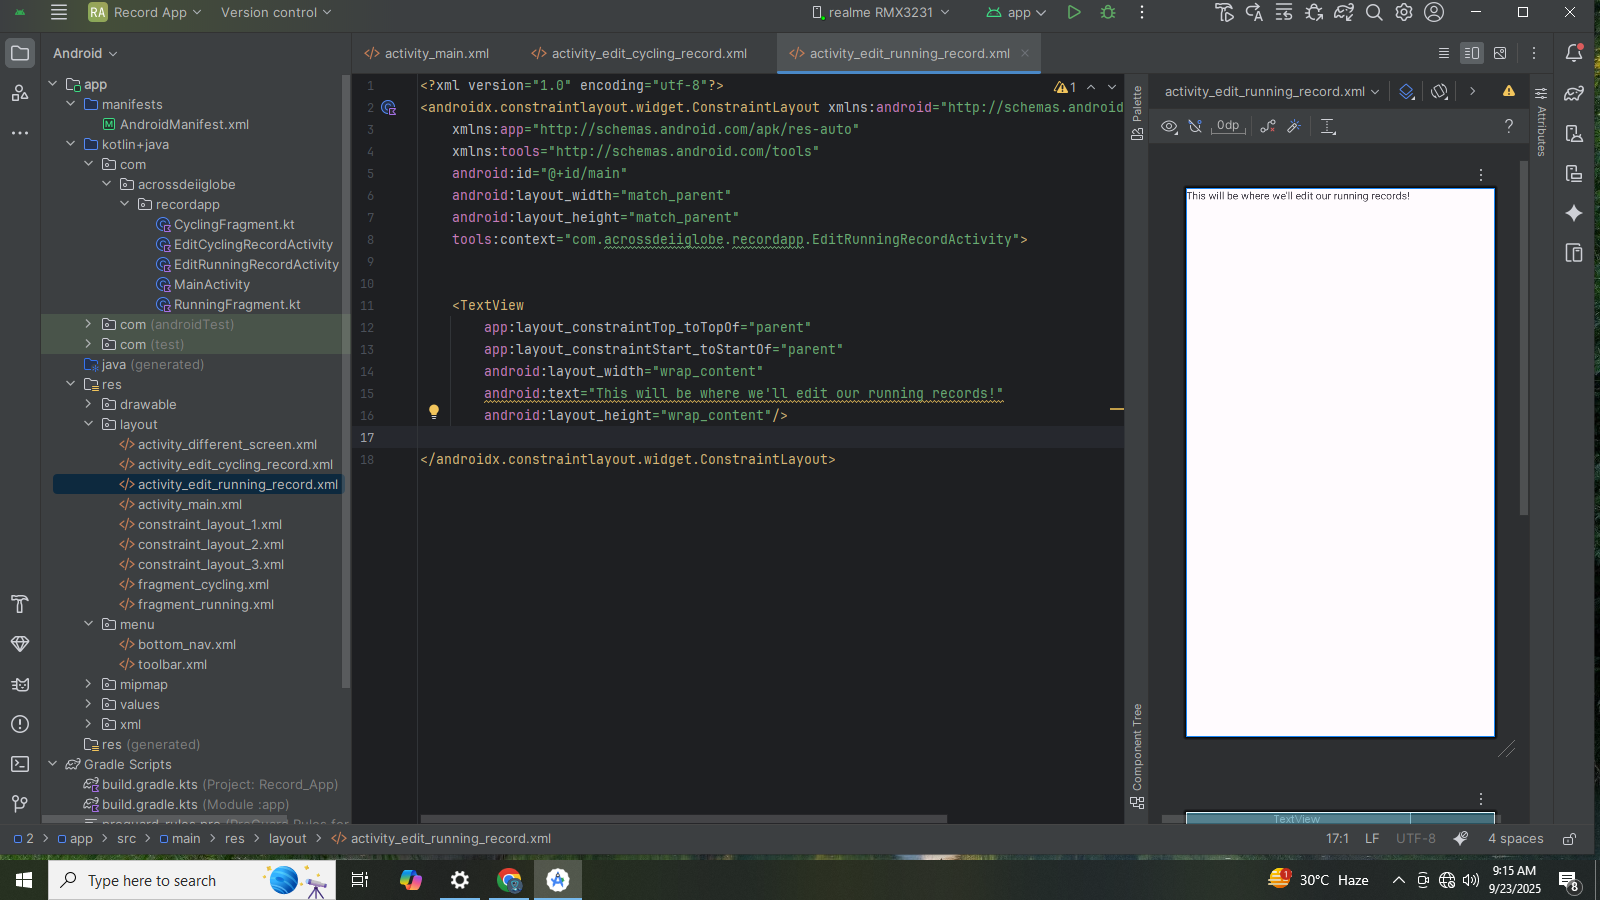 RA Record App Version control realme RMX3231 app
Android activity_main.xml activity_edit_cycling_record.xml activity_edit_running_record.xml
app
manifests
AndroidManifest.xml
kotlin+java
com
acrossdeiiglobe
recordapp
CyclingFragment.kt
EditCyclingRecordActivity
EditRunningRecordActivity
MainActivity
RunningFragment.kt
com (androidTest)
com (test)
java (generated)
res
drawable
layout
activity_different_screen.xml
activity_edit_cycling_record.xml
activity_edit_running_record.xml
activity_main.xml
constraint_layout_1.xml
constraint_layout_2.xml
constraint_layout_3.xml
fragment_cycling.xml
fragment_running.xml
menu
bottom_nav.xml
toolbar.xml
mipmap
values
xml
res (generated)
Gradle Scripts
build.gradle.kts (Project: Record_App)
build.gradle.kts (Module :app)
1 <?xml version="1.0" encoding="utf-8"?>
2 <androidx.constraintlayout.widget.ConstraintLayout xmlns:android="http://schemas.android
3 xmlns:app="http://schemas.android.com/apk/res-auto"
4 xmlns:tools="http://schemas.android.com/tools"
5 android:id="@+id/main"
6 android:layout_width="match_parent"
7 android:layout_height="match_parent"
8 tools:context="com.acrossdeiiglobe.recordapp.EditRunningRecordActivity">
9
10
11 <TextView
12 app:layout_constraintTop_toTopOf="parent"
13 app:layout_constraintStart_toStartOf="parent"
14 android:layout_width="wrap_content"
15 android:text="This will be where we'll edit our running records!"
16 android:layout_height="wrap_content"/>
17
18 </androidx.constraintlayout.widget.ConstraintLayout>
1
Palette
Component Tree
activity_edit_running_record.xml
0dp
?
Attributes
This will be where we'll edit our running records!
TextView
2 app src main res layout activity_edit_running_record.xml 17:1 LF UTF-8 4 spaces
Type here to search
30°C Haze
9:15 AM
9/23/2025
8